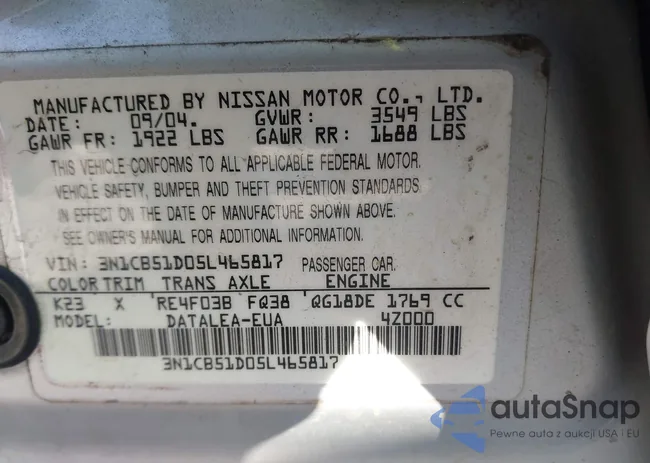 MANUFACTURED BY NISSAN MOTOR CO., LTD.
DATE: 09/04. GVWR: 3549 LBS
GAWR FR: 1922 LBS GAWR RR: 1688 LBS
THIS VEHICLE CONFORMS TO ALL APPLICABLE FEDERAL MOTOR
VEHICLE SAFETY, BUMPER AND THEFT PREVENTION STANDARDS
IN EFFECT ON THE DATE OF MANUFACTURE SHOWN ABOVE.
SEE OWNER'S MANUAL FOR ADDITIONAL INFORMATION.
VIN: 3N1CB51D05L465817 PASSENGER CAR.
COLOR TRIM TRANS AXLE ENGINE
K23 X RE4F03B FQ38 QG18DE 1769 CC
MODEL: DATALEA-EUA 4Z000
3N1CB51D05L465817
autaSnap
Pewne auta z aukcji USA i EU